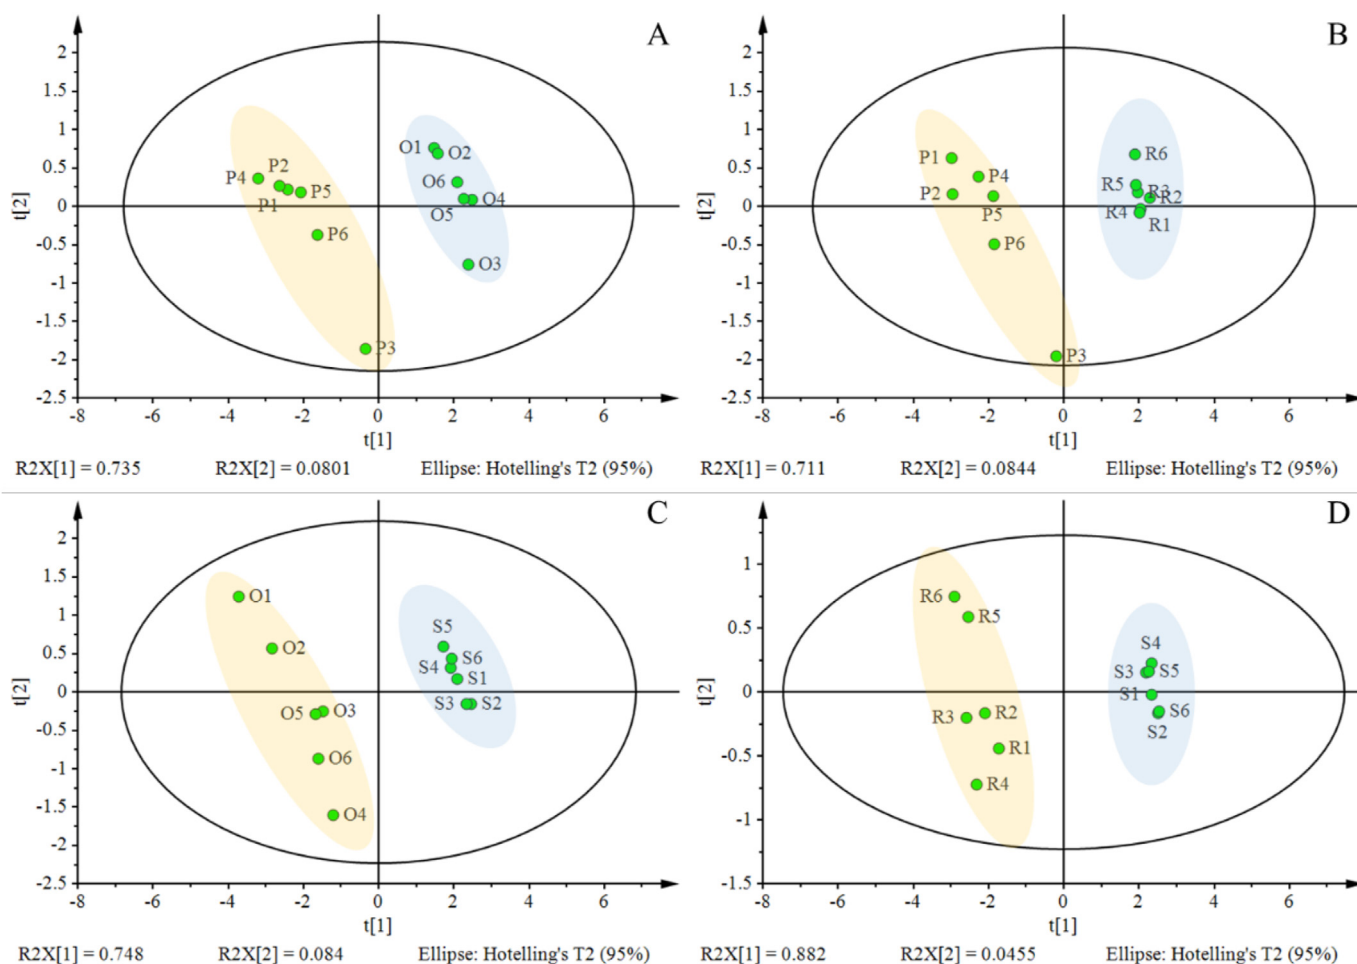 A
t[2]
2
1
0.5
0
-0.5
-1
-1.5
-2
-2.5
O1
O2
P2
P4
P5
P1
O6
O4
O5
P6
O3
P3
-8
-6
-4
-2
0
2
4
6
t[1]
R2X[1] = 0.735 R2X[2] = 0.0801 Ellipse: Hotelling's T2 (95%)
B
t[2]
2
1
0.5
0
-0.5
-1
-1.5
-2
-2.5
P1
R6
P4
R5
R3
P2
R2
P5
R4
R1
P6
P3
-8
-6
-4
-2
0
2
4
6
t[1]
R2X[1] = 0.711 R2X[2] = 0.0844 Ellipse: Hotelling's T2 (95%)
C
t[2]
2
1.5
1
0.5
0
-0.5
-1
-1.5
-2
-2.5
O1
S5
O2
S6
S4
S1
S3
S2
O5
O3
O6
O4
-8
-6
-4
-2
0
2
4
6
t[1]
R2X[1] = 0.748 R2X[2] = 0.084 Ellipse: Hotelling's T2 (95%)
D
t[2]
1
0.5
0
-0.5
-1
-1.5
R6
R5
S4
S3
S5
S1
R3
R2
S6
S2
R1
R4
-8
-6
-4
-2
0
2
4
6
t[1]
R2X[1] = 0.882 R2X[2] = 0.0455 Ellipse: Hotelling's T2 (95%)